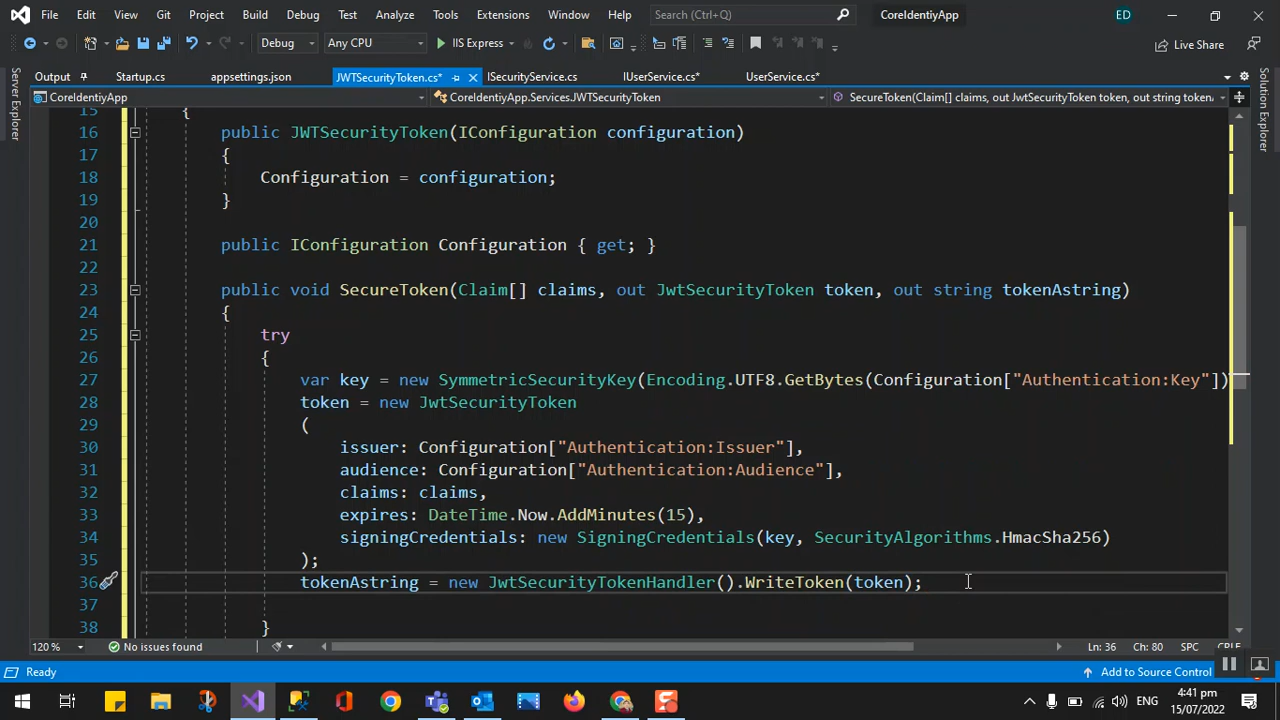 File Edit View Git Project Build Debug Test Analyze Tools Extensions Window Help Search (Ctrl+Q) CoreIdentiyApp ED
Debug Any CPU IIS Express Live Share
Output Startup.cs appsettings.json JWTSecurityToken.cs* ISecurityService.cs IUserService.cs* UserService.cs*
CoreIdentiyApp CoreIdentiyApp.Services.JWTSecurityToken SecureToken(Claim[] claims, out JwtSecurityToken token, out string token
Server Explorer
Solution Explorer
15 {
16 public JWTSecurityToken(IConfiguration configuration)
17 {
18 Configuration = configuration;
19 }
20
21 public IConfiguration Configuration { get; }
22
23 public void SecureToken(Claim[] claims, out JwtSecurityToken token, out string tokenAstring)
24 {
25 try
26 {
27 var key = new SymmetricSecurityKey(Encoding.UTF8.GetBytes(Configuration["Authentication:Key"])
28 token = new JwtSecurityToken
29 (
30 issuer: Configuration["Authentication:Issuer"],
31 audience: Configuration["Authentication:Audience"],
32 claims: claims,
33 expires: DateTime.Now.AddMinutes(15),
34 signingCredentials: new SigningCredentials(key, SecurityAlgorithms.HmacSha256)
35 );
36 tokenAstring = new JwtSecurityTokenHandler().WriteToken(token);
37
38 }
120 % No issues found Ln: 36 Ch: 80 SPC CRLF
Ready Add to Source Control
ENG 4:41 pm
15/07/2022